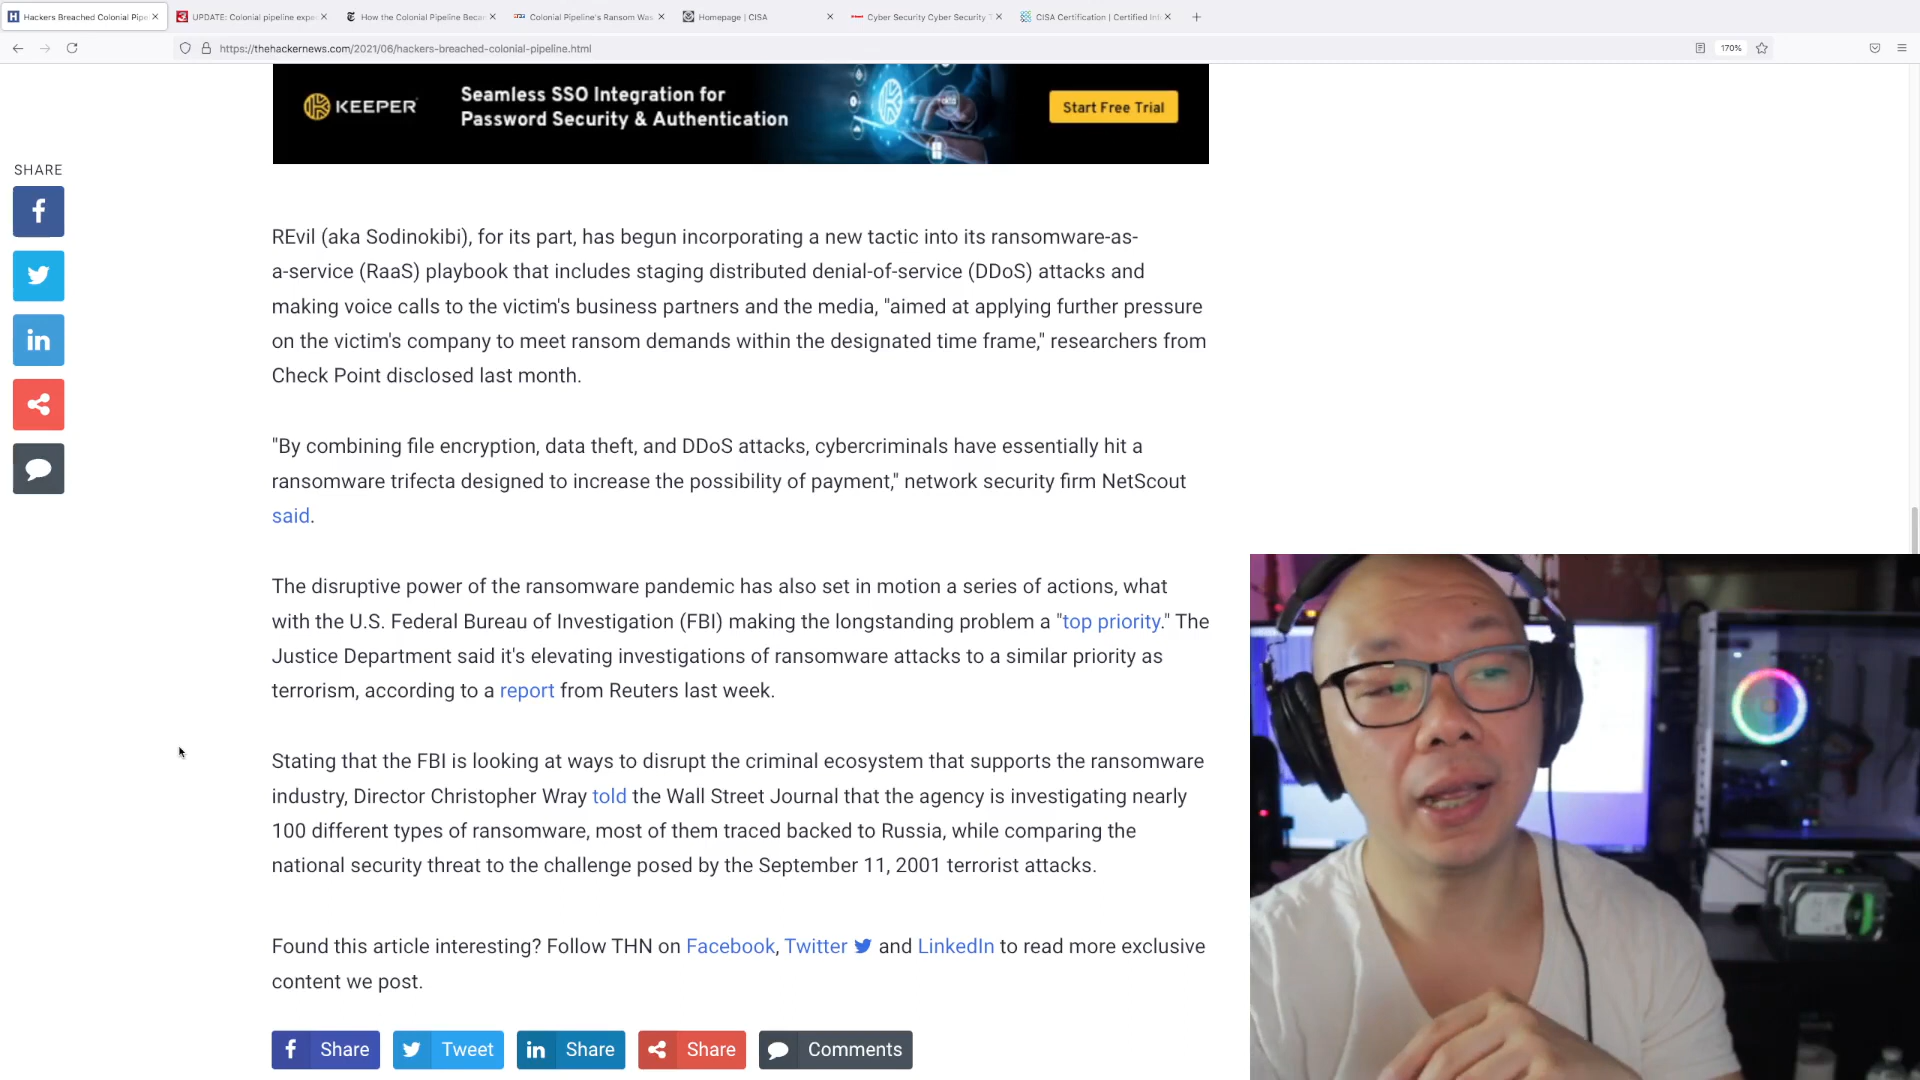 Hackers Breached Colonial Pipe
UPDATE: Colonial pipeline expe
How the Colonial Pipeline Becar
Colonial Pipeline's Ransom Was
Homepage | CISA
Cyber Security Cyber Security T
CISA Certification | Certified Inf
https://thehackernews.com/2021/06/hackers-breached-colonial-pipeline.html
170%
KEEPER
Seamless SSO Integration for
Password Security & Authentication
Start Free Trial
SHARE
REvil (aka Sodinokibi), for its part, has begun incorporating a new tactic into its ransomware-as-
a-service (RaaS) playbook that includes staging distributed denial-of-service (DDoS) attacks and
making voice calls to the victim's business partners and the media, "aimed at applying further pressure
on the victim's company to meet ransom demands within the designated time frame," researchers from
Check Point disclosed last month.
"By combining file encryption, data theft, and DDoS attacks, cybercriminals have essentially hit a
ransomware trifecta designed to increase the possibility of payment," network security firm NetScout
said.
The disruptive power of the ransomware pandemic has also set in motion a series of actions, what
with the U.S. Federal Bureau of Investigation (FBI) making the longstanding problem a "top priority." The
Justice Department said it's elevating investigations of ransomware attacks to a similar priority as
terrorism, according to a report from Reuters last week.
Stating that the FBI is looking at ways to disrupt the criminal ecosystem that supports the ransomware
industry, Director Christopher Wray told the Wall Street Journal that the agency is investigating nearly
100 different types of ransomware, most of them traced backed to Russia, while comparing the
national security threat to the challenge posed by the September 11, 2001 terrorist attacks.
Found this article interesting? Follow THN on Facebook, Twitter and LinkedIn to read more exclusive
content we post.
Share
Tweet
Share
Share
Comments